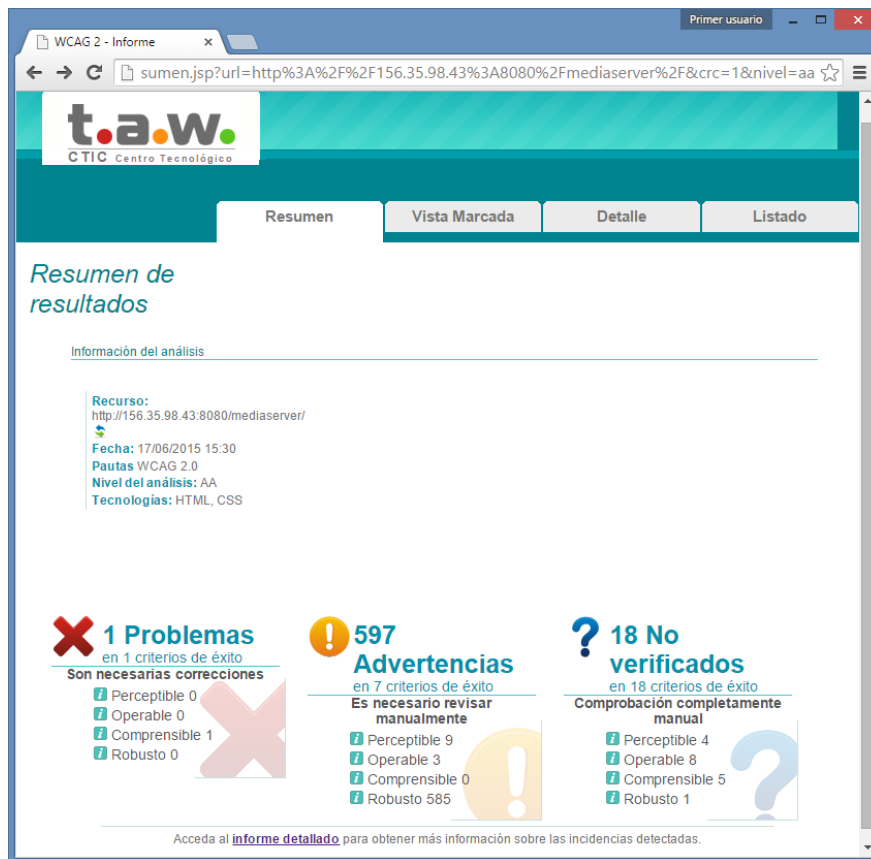 Primer usuario
WCAG 2 - Informe
sumen.jsp?url=http%3A%2F%2F156.35.98.43%3A8080%2Fmediaserver%2F&crc=1&nivel=aa
t.a.w.
CTIC Centro Tecnológico
Resumen Vista Marcada Detalle Listado
Resumen de
resultados
Información del análisis
Recurso:
http://156.35.98.43:8080/mediaserver/
Fecha: 17/06/2015 15:30
Pautas WCAG 2.0
Nivel del análisis: AA
Tecnologías: HTML, CSS
1 Problemas
en 1 criterios de éxito
Son necesarias correcciones
Perceptible 0
Operable 0
Comprensible 1
Robusto 0
597
Advertencias
en 7 criterios de éxito
Es necesario revisar
manualmente
Perceptible 9
Operable 3
Comprensible 0
Robusto 585
18 No
verificados
en 18 criterios de éxito
Comprobación completamente
manual
Perceptible 4
Operable 8
Comprensible 5
Robusto 1
Acceda al informe detallado para obtener más información sobre las incidencias detectadas.